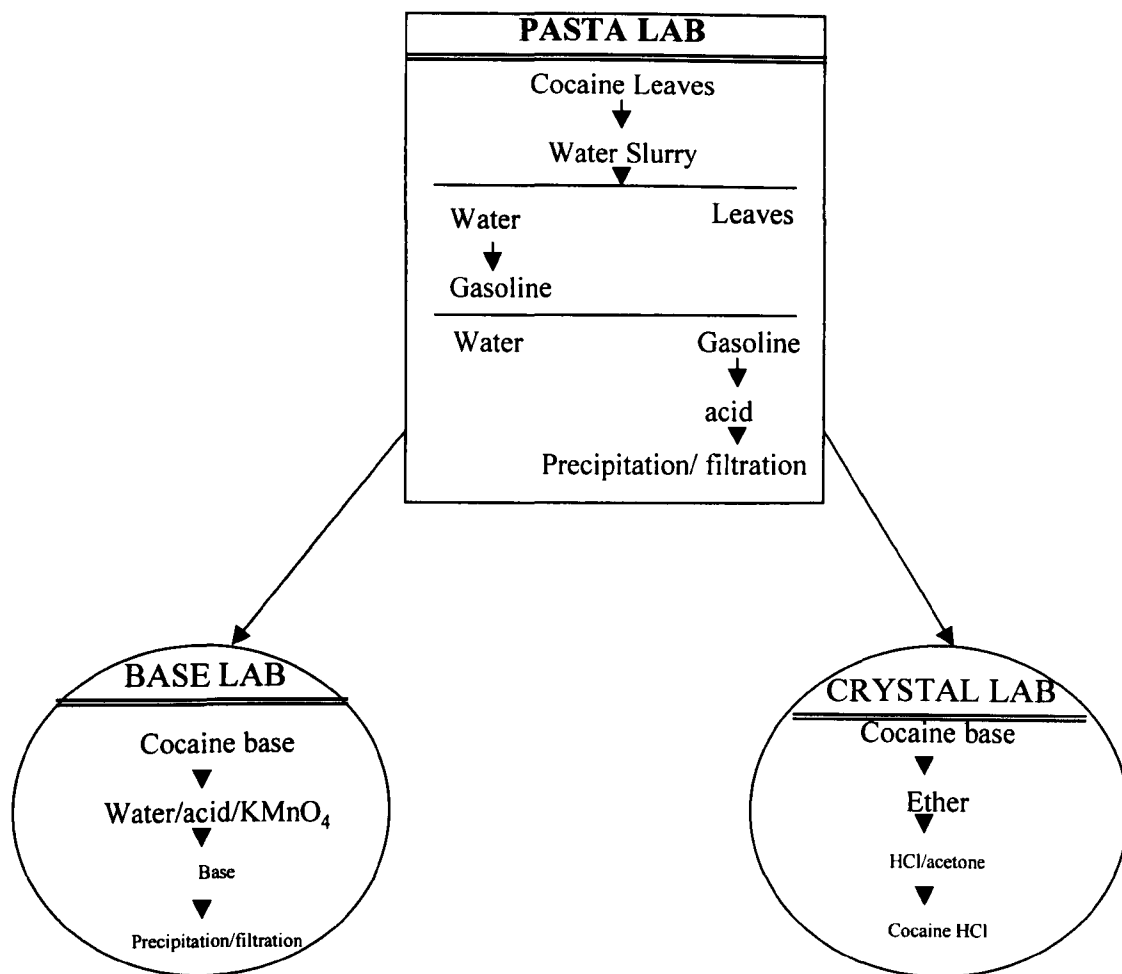 PASTA LAB
Cocaine Leaves
Water Slurry
Water Leaves
Gasoline
Water Gasoline
acid
Precipitation/ filtration
BASE LAB
Cocaine base
Water/acid/KMnO₄
Base
Precipitation/filtration
CRYSTAL LAB
Cocaine base
Ether
HCl/acetone
Cocaine HCl